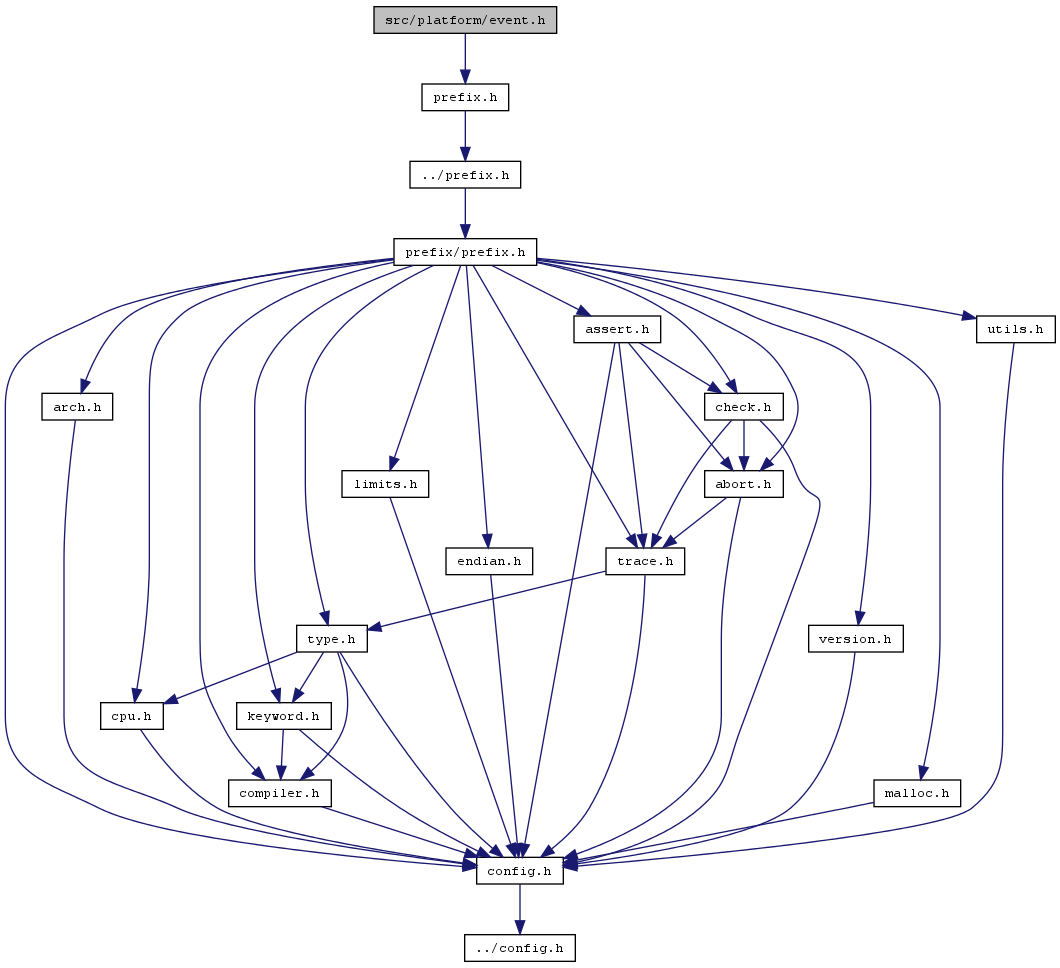 src/platform/event.h
prefix.h
../prefix.h
prefix/prefix.h
assert.h
utils.h
arch.h
check.h
limits.h
abort.h
endian.h
trace.h
type.h
version.h
cpu.h
keyword.h
compiler.h
malloc.h
config.h
../config.h